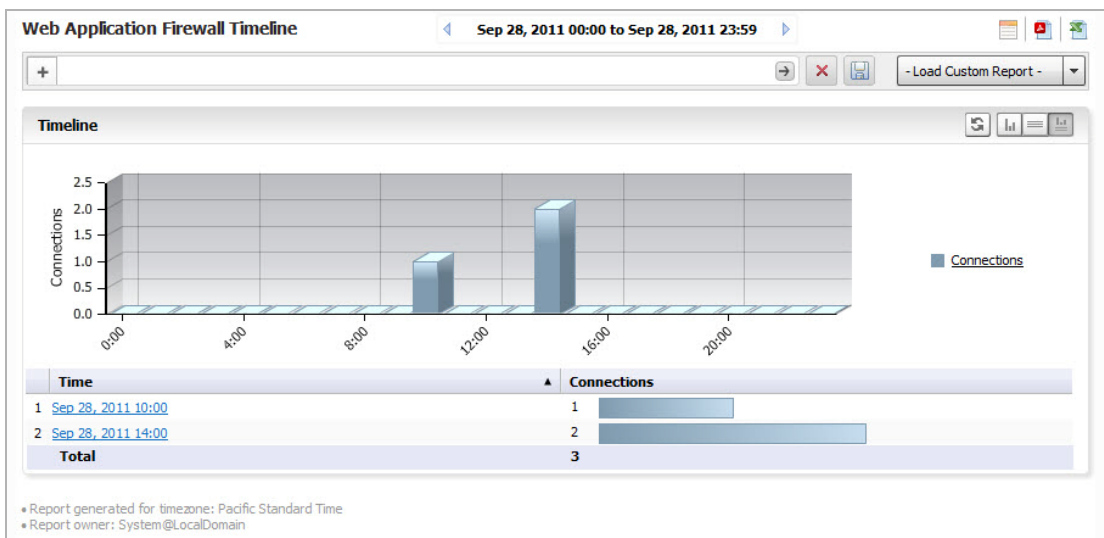 Web Application Firewall Timeline
Sep 28, 2011 00:00 to Sep 28, 2011 23:59
+
- Load Custom Report -
Timeline
2.5
2.0
1.5
1.0
0.5
0.0
Connections
0:00
4:00
8:00
12:00
16:00
20:00
Connections
Time Connections
1 Sep 28, 2011 10:00 1
2 Sep 28, 2011 14:00 2
Total 3
• Report generated for timezone: Pacific Standard Time
• Report owner: System@LocalDomain